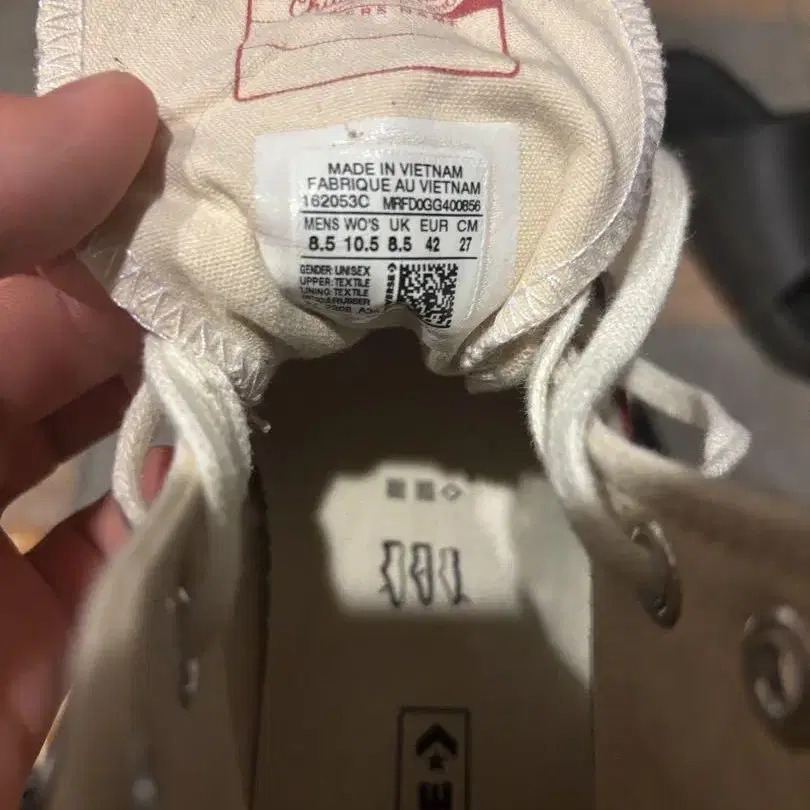 MADE IN VIETNAM
FABRIQUE AU VIETNAM
162053C MRFD0GG400856
MENS WO'S UK EUR CM
8.5 10.5 8.5 42 27
GENDER: UNISEX
UPPER: TEXTILE
LINING: TEXTILE